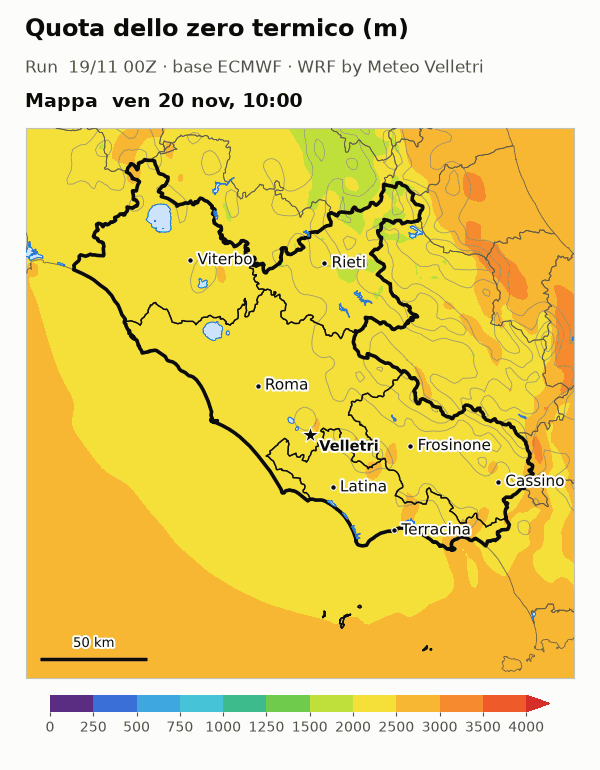 Quota dello zero termico (m)
Run  19/11 00Z · base ECMWF · WRF by Meteo Velletri
Mappa  ven 20 nov, 10:00
Viterbo
Rieti
Roma
Velletri
Frosinone
Latina
Cassino
Terracina
50 km
0 250 500 750 1000 1250 1500 2000 2500 3000 3500 4000